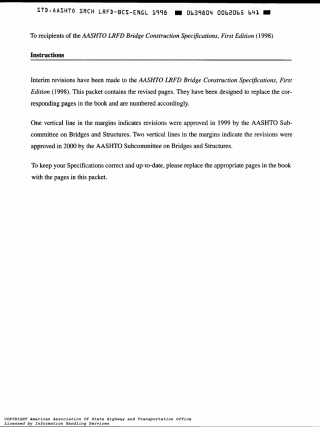 STD.AASHTO SRCH LRFD-BCS-ENGL 1998 ■ 0639804 0062065 641 ■
To recipients of the AASHTO LRFD Bridge Construction Specifications, First Edition (1998)
Instructions
Interim revisions have been made to the AASHTO LRFD Bridge Construction Specifications, First
Edition (1998). This packet contains the revised pages. They have been designed to replace the cor-
responding pages in the book and are numbered accordingly.
One vertical line in the margins indicates revisions were approved in 1999 by the AASHTO Sub-
committee on Bridges and Structures. Two vertical lines in the margins indicate the revisions were
approved in 2000 by the AASHTO Subcommittee on Bridges and Structures.
To keep your Specifications correct and up-to-date, please replace the appropriate pages in the book
with the pages in this packet.
COPYRIGHT American Association Of State Highway and Transportation Office
Licensed by Information Handling Services